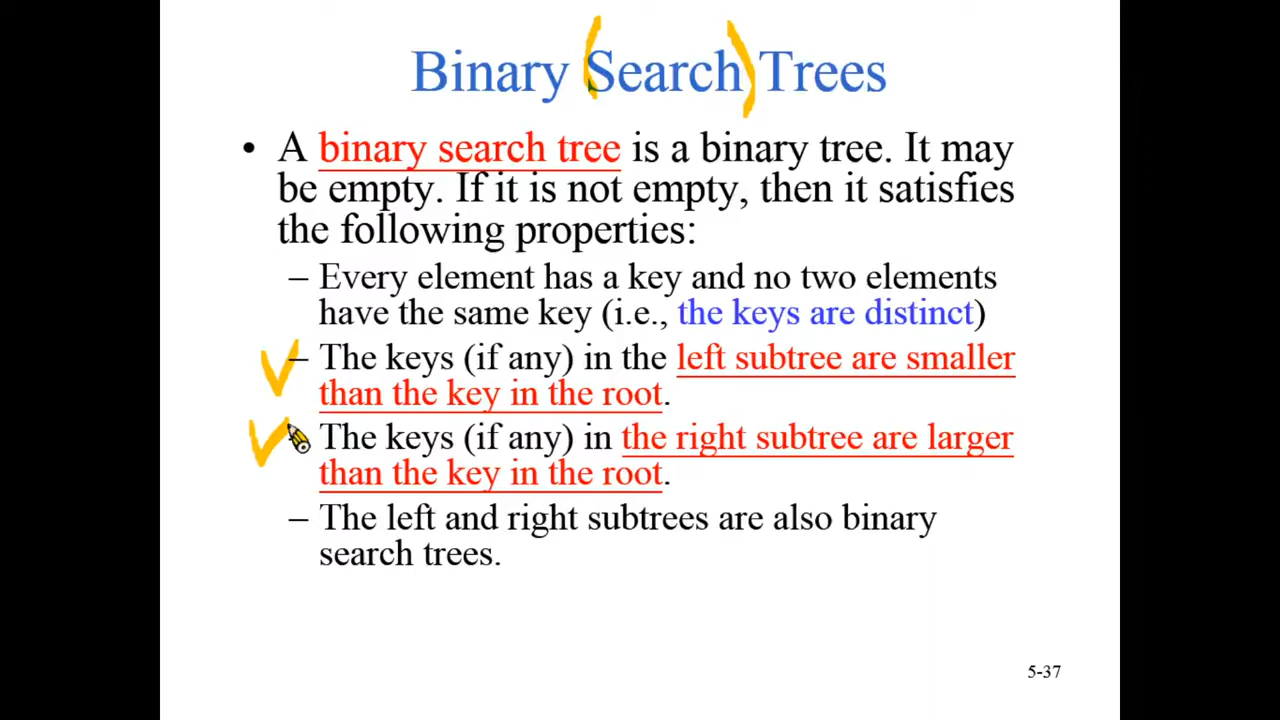 Binary (Search) Trees
• A binary search tree is a binary tree. It may
be empty. If it is not empty, then it satisfies
the following properties:
– Every element has a key and no two elements
have the same key (i.e., the keys are distinct)
– The keys (if any) in the left subtree are smaller
than the key in the root.
The keys (if any) in the right subtree are larger
than the key in the root.
– The left and right subtrees are also binary
search trees.
5-37